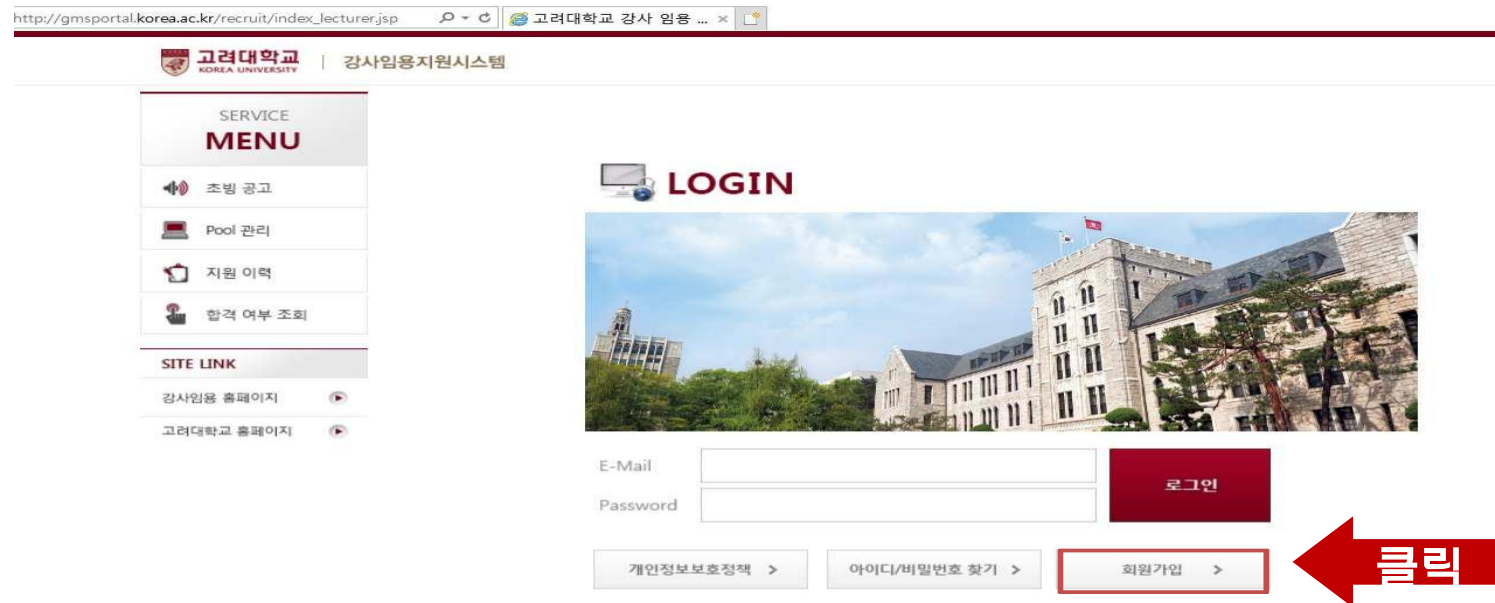 http://gmsportal.korea.ac.kr/recruit/index_lecturer.jsp
고려대학교 강사 임용 ...
고려대학교
KOREA UNIVERSITY
강사임용지원시스템
SERVICE
MENU
초빙 공고
Pool 관리
지원 이력
합격 여부 조회
SITE LINK
강사임용 홈페이지
고려대학교 홈페이지
LOGIN
E-Mail
로그인
Password
개인정보보호정책 >
아이디/비밀번호 찾기 >
회원가입 >
클릭